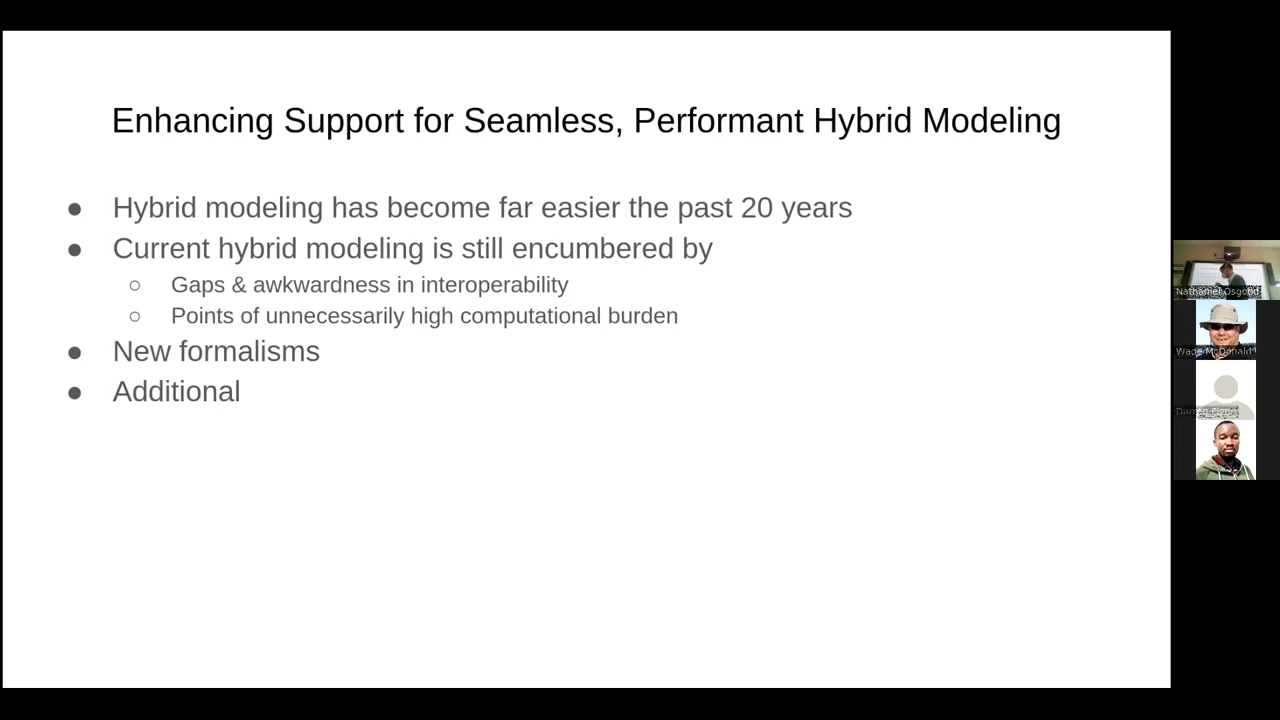 Enhancing Support for Seamless, Performant Hybrid Modeling
● Hybrid modeling has become far easier the past 20 years
● Current hybrid modeling is still encumbered by
○ Gaps & awkwardness in interoperability
○ Points of unnecessarily high computational burden
● New formalisms
● Additional
Nathaniel Osgood
Wade McDonald